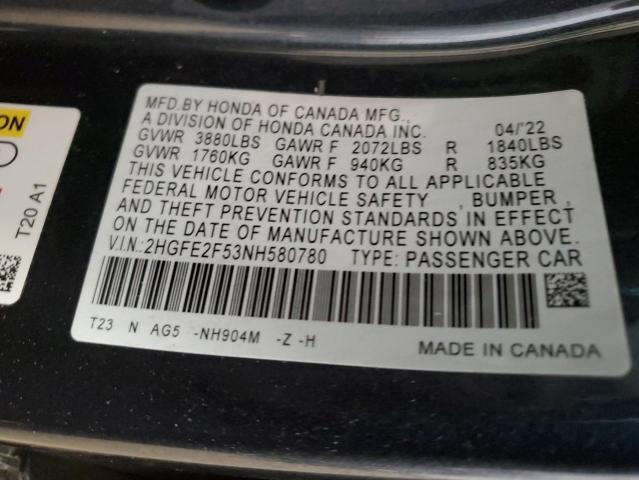 MFD.BY HONDA OF CANADA MFG.,
A DIVISION OF HONDA CANADA INC. 04/'22
GVWR 3880LBS GAWR F 2072LBS R 1840LBS
GVWR 1760KG GAWR F 940KG R 835KG
THIS VEHICLE CONFORMS TO ALL APPLICABLE
FEDERAL MOTOR VEHICLE SAFETY , BUMPER ,
AND THEFT PREVENTION STANDARDS IN EFFECT
ON THE DATE OF MANUFACTURE SHOWN ABOVE.
V.I.N.:2HGFE2F53NH580780 TYPE: PASSENGER CAR
T23 N AG5 -NH904M -Z -H
MADE IN CANADA
T20 A1